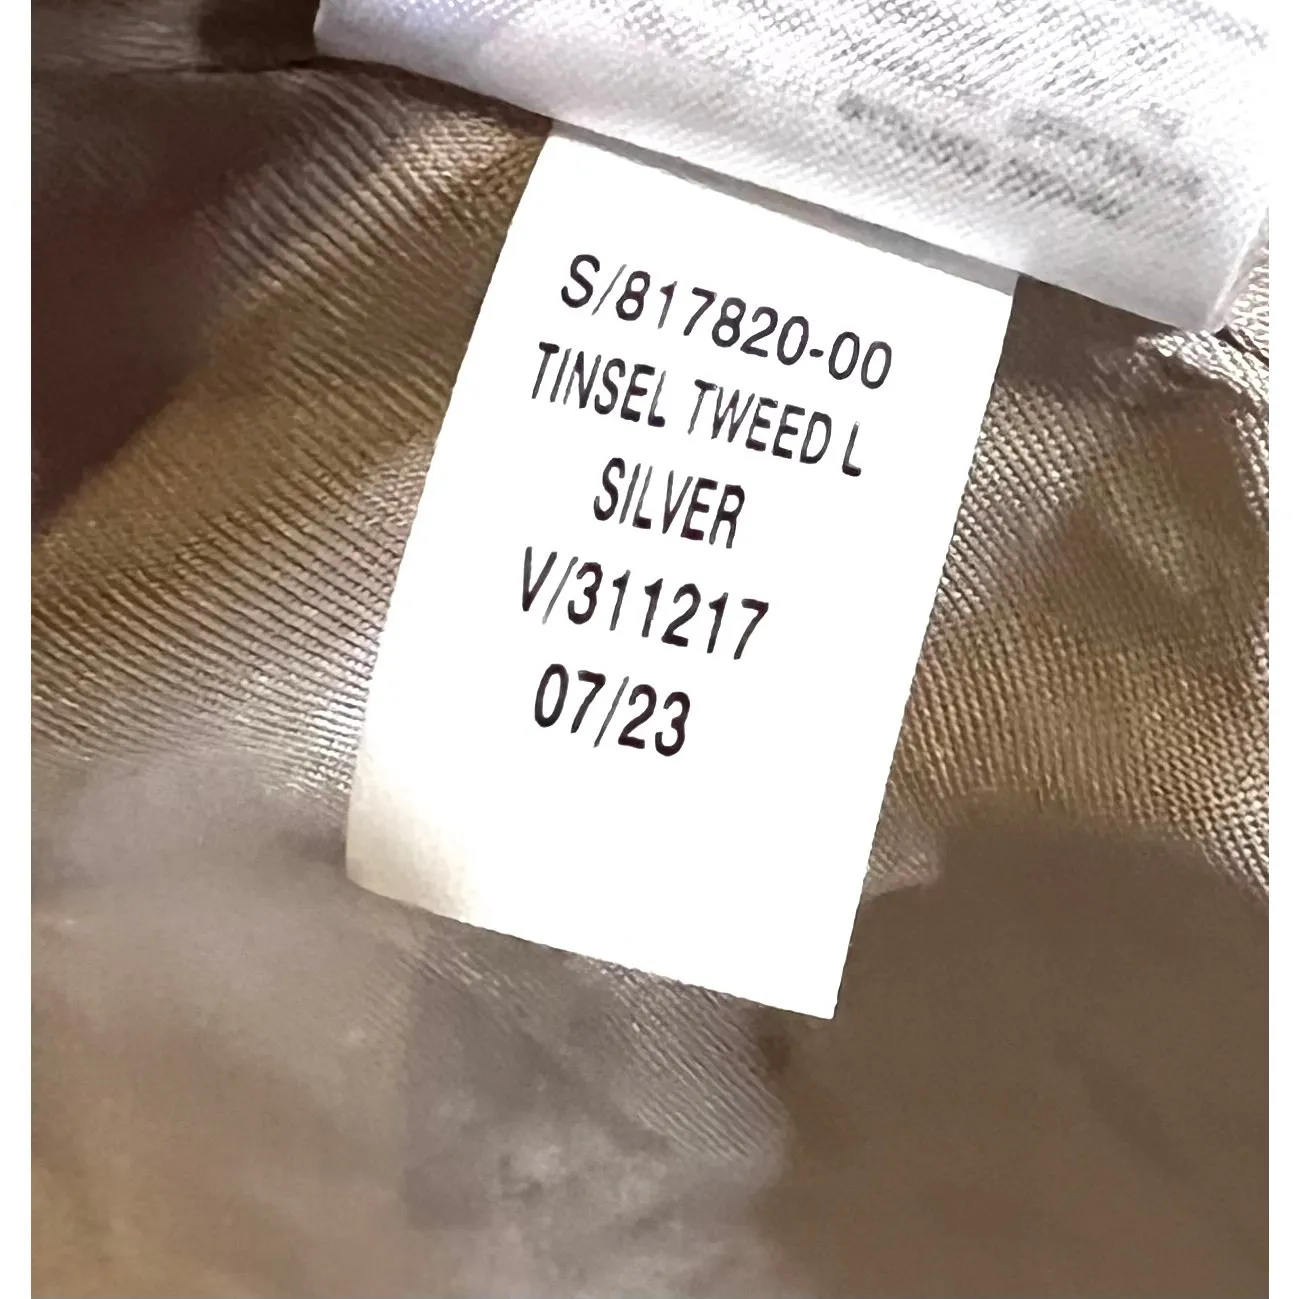 S/817820-00
TINSEL TWEED L
SILVER
V/311217
07/23